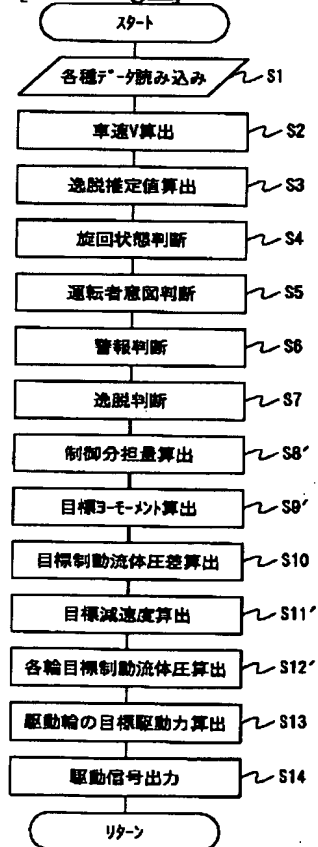 スタート
各種データ読み込み S1
車速V算出 S2
逸脱推定値算出 S3
旋回状態判断 S4
運転者意図判断 S5
警報判断 S6
逸脱判断 S7
制御分担量算出 S8′
目標ヨーモーメント算出 S9′
目標制動流体圧差算出 S10
目標減速度算出 S11′
各輪目標制動流体圧算出 S12′
駆動輪の目標駆動力算出 S13
駆動信号出力 S14
リターン